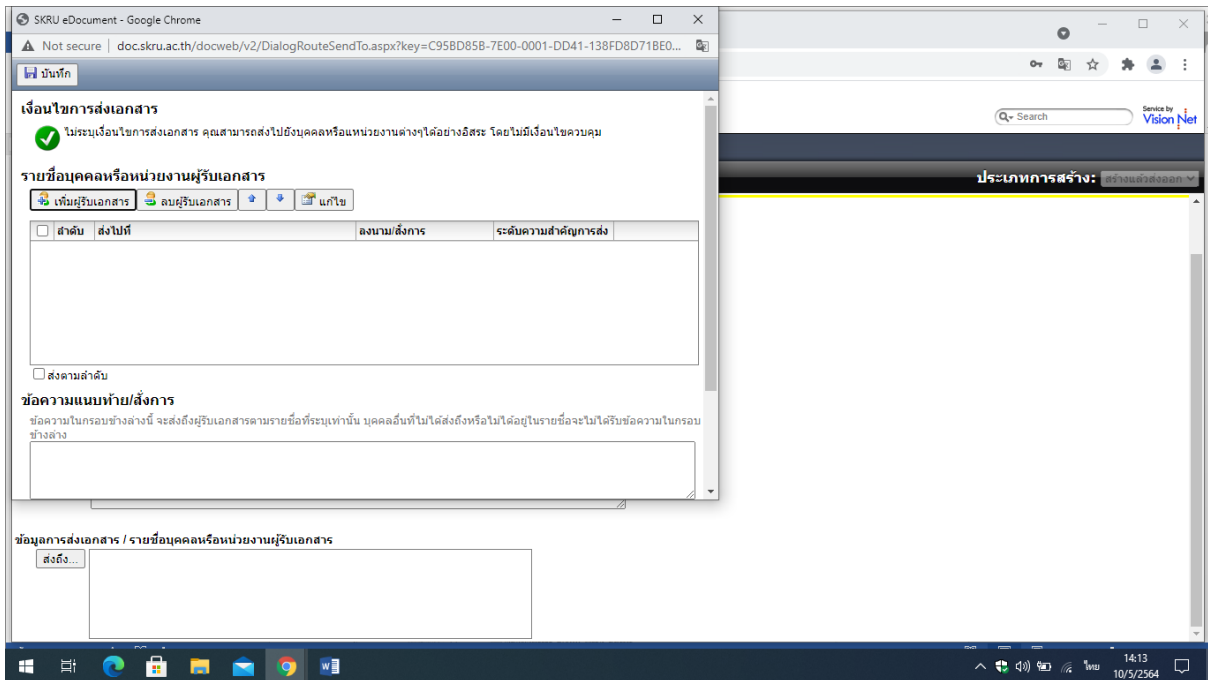 SKRU eDocument - Google Chrome
Not secure | doc.skru.ac.th/docweb/v2/DialogRouteSendTo.aspx?key=C95BD85B-7E00-0001-DD41-138FD8D71BE0...
บันทึก
เงื่อนไขการส่งเอกสาร
ไม่ระบุเงื่อนไขการส่งเอกสาร คุณสามารถส่งไปยังบุคคลหรือแหน่วยงานต่างๆได้อย่างอิสระ โดยไม่มีเงื่อนไขควบคุม
Search
Service by
Vision Net
รายชื่อบุคคลหรือหน่วยงานผู้รับเอกสาร
ประเภทการสร้าง: สร้างแล้วส่งออก
เพิ่มผู้รับเอกสาร ลบผู้รับเอกสาร แก้ไข
ลำดับ ส่งไปที่ ลงนาม/สั่งการ ระดับความสำคัญการส่ง
ส่งตามลำดับ
ข้อความแนบท้าย/สั่งการ
ข้อความในกรอบข้างล่างนี้ จะส่งถึงผู้รับเอกสารตามรายชื่อที่ระบุเท่านั้น บุคคลอื่นที่ไม่ได้ส่งถึงหรือไม่ได้อยู่ในรายชื่อจะไม่ได้รับข้อความในกรอบ
ข้างล่าง
ข้อมูลการส่งเอกสาร / รายชื่อบุคคลหรือหน่วยงานผู้รับเอกสาร
ส่งถึง...
ไทย
14:13
10/5/2564